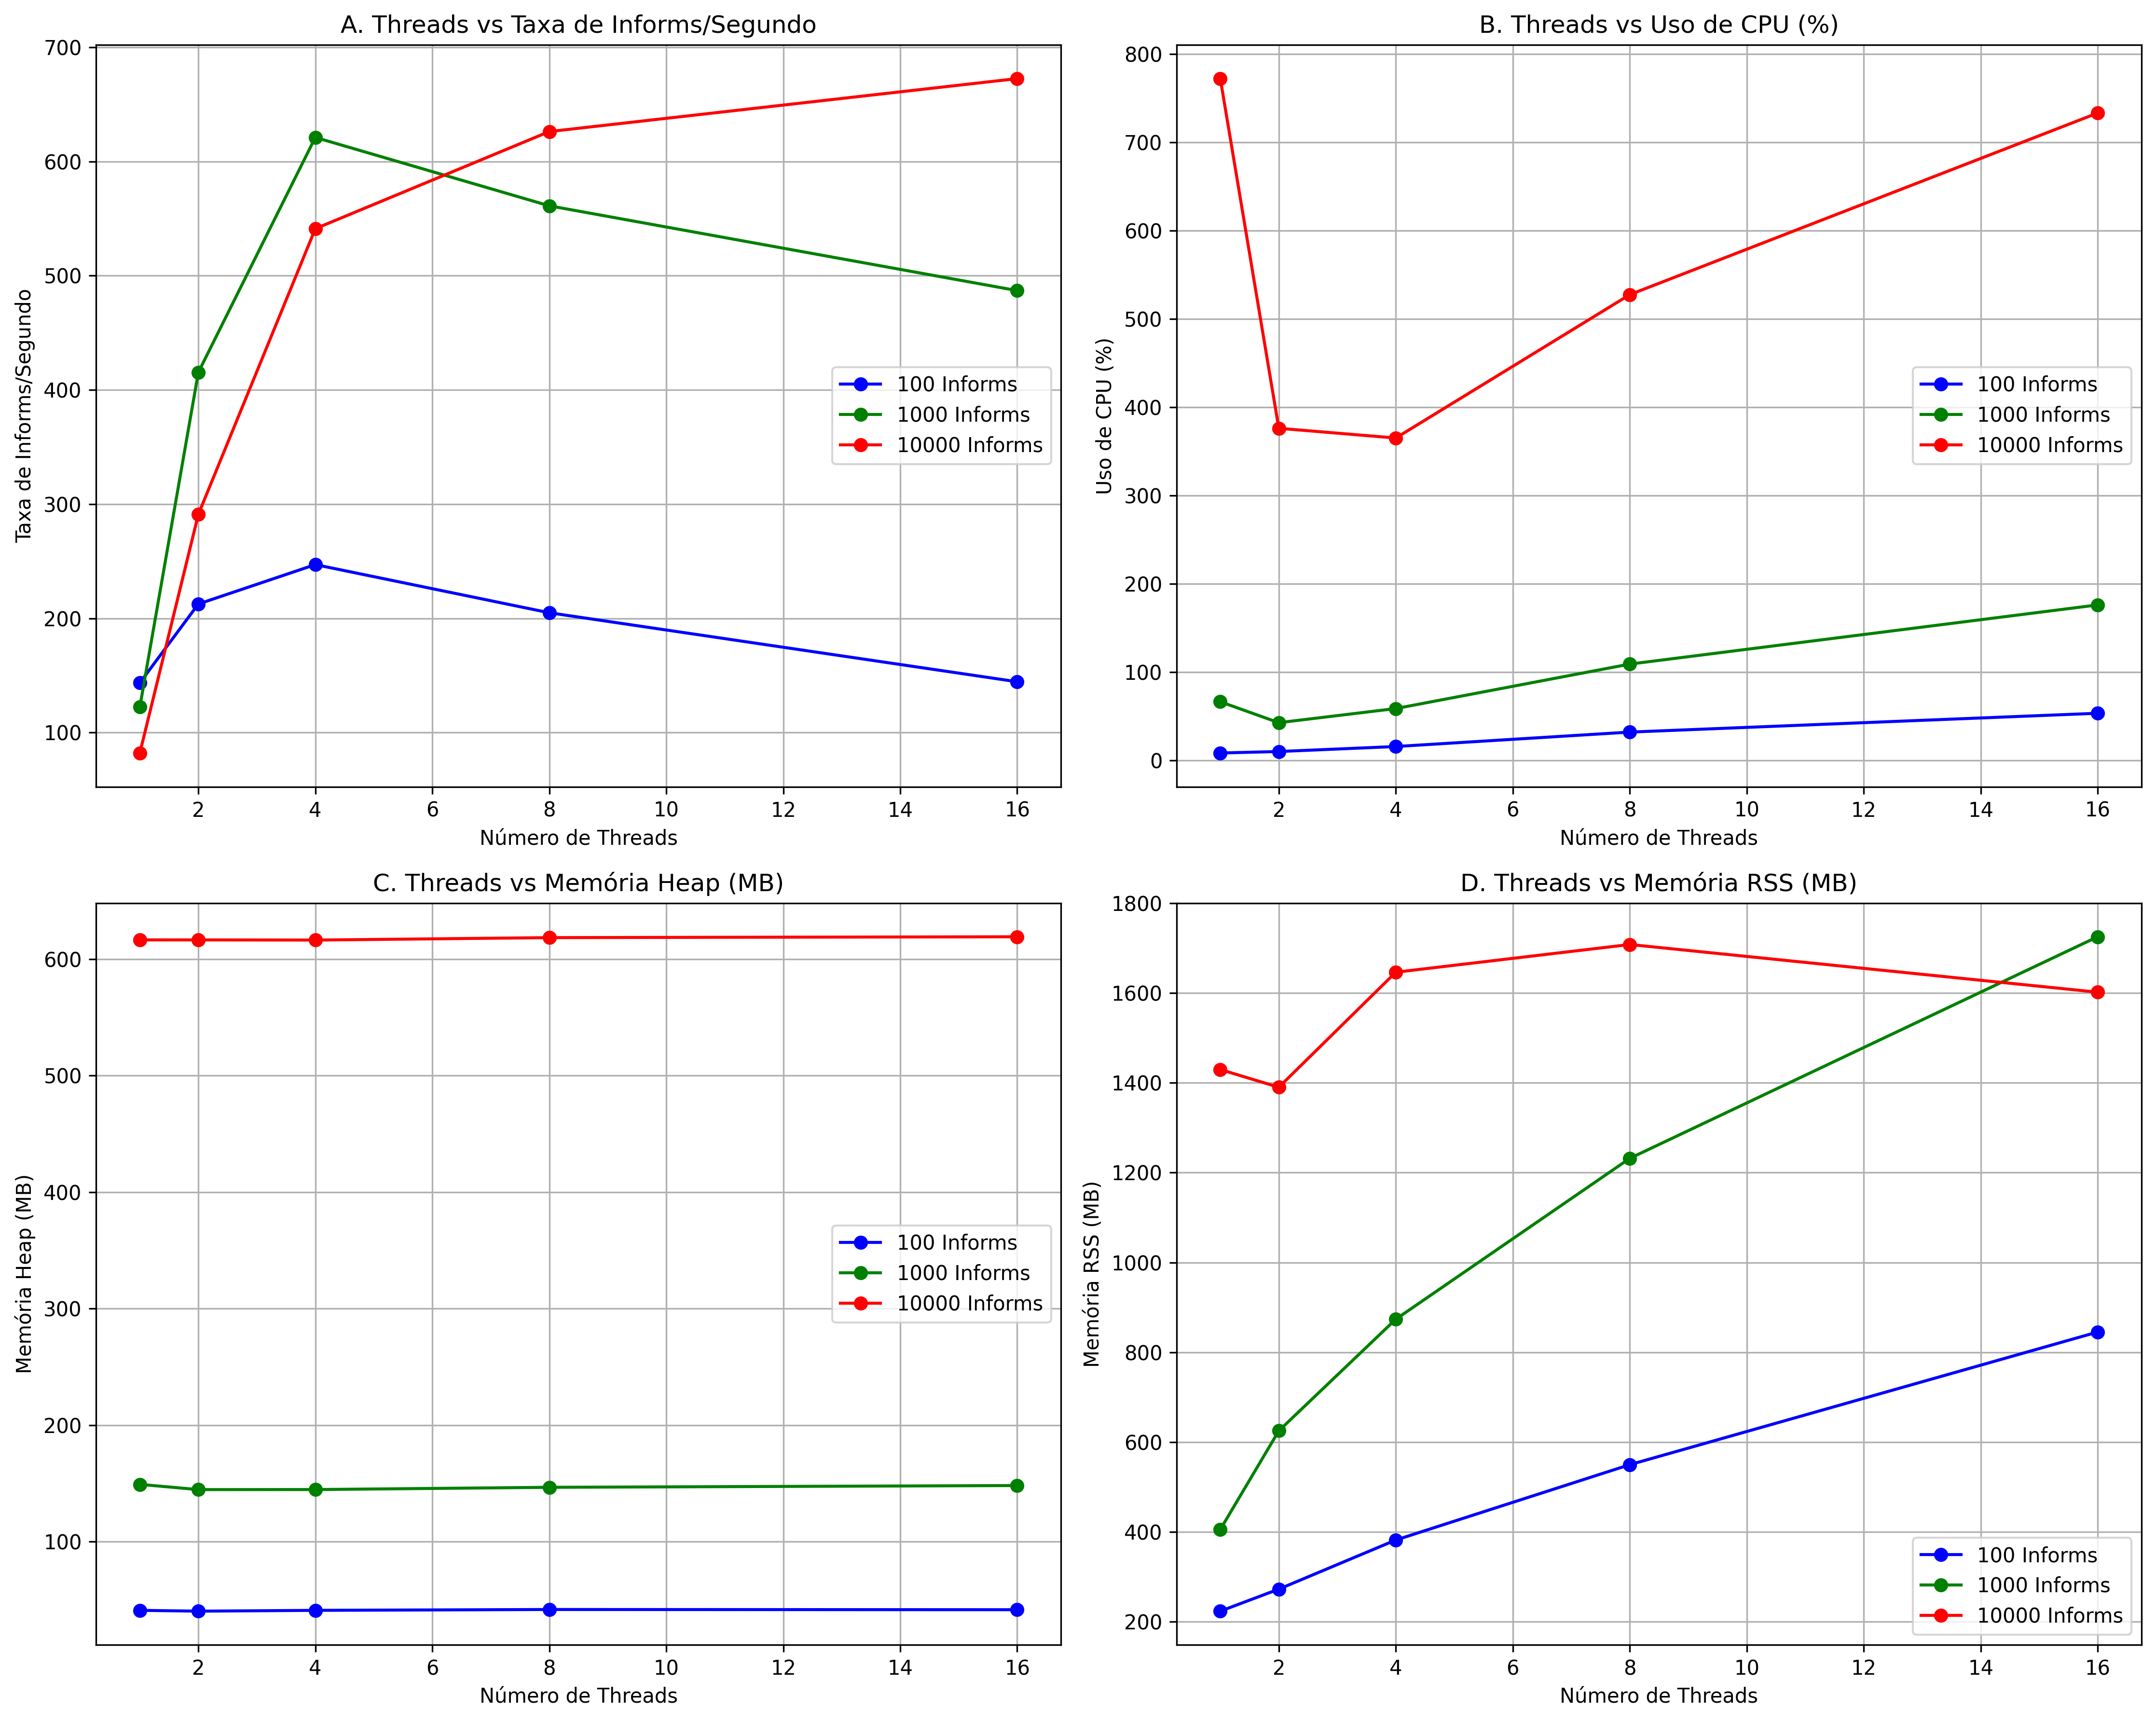 A. Threads vs Taxa de Informs/Segundo
700
600
500
400
300
200
100
Taxa de Informs/Segundo
100 Informs
1000 Informs
10000 Informs
2 4 6 8 10 12 14 16
Número de Threads
B. Threads vs Uso de CPU (%)
800
700
600
500
400
300
200
100
0
Uso de CPU (%)
100 Informs
1000 Informs
10000 Informs
2 4 6 8 10 12 14 16
Número de Threads
C. Threads vs Memória Heap (MB)
600
500
400
300
200
100
Memória Heap (MB)
100 Informs
1000 Informs
10000 Informs
2 4 6 8 10 12 14 16
Número de Threads
D. Threads vs Memória RSS (MB)
1800
1600
1400
1200
1000
800
600
400
200
Memória RSS (MB)
100 Informs
1000 Informs
10000 Informs
2 4 6 8 10 12 14 16
Número de Threads